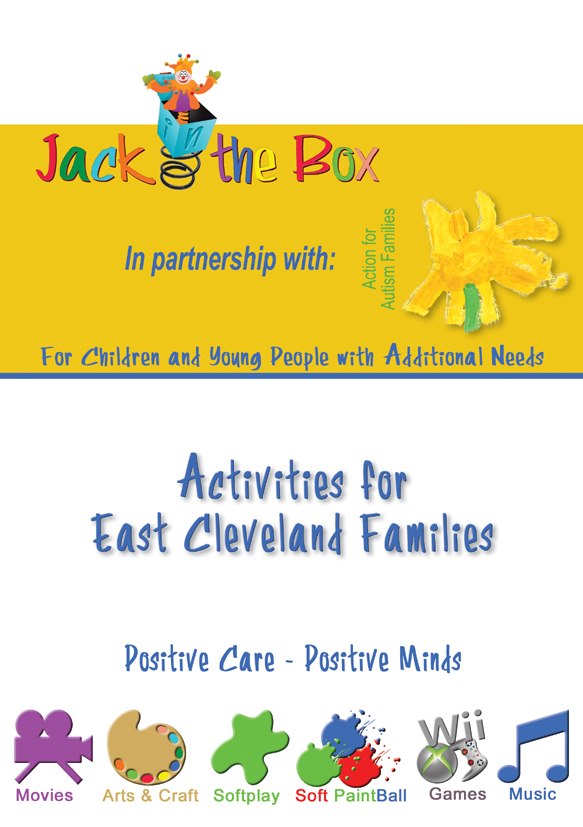 Jack in the Box
In partnership with:
Action for
Autism Families
For Children and Young People with Additional Needs
Activities for
East Cleveland Families
Positive Care - Positive Minds
Wii
Movies
Arts & Craft
Softplay
Soft PaintBall
Games
Music